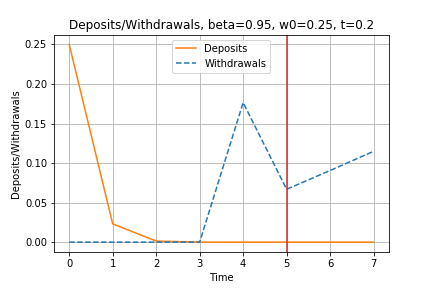 Deposits/Withdrawals, beta=0.95, w0=0.25, t=0.2
Deposits
Withdrawals
Deposits/Withdrawals
0.25
0.20
0.15
0.10
0.05
0.00
0 1 2 3 4 5 6 7
Time